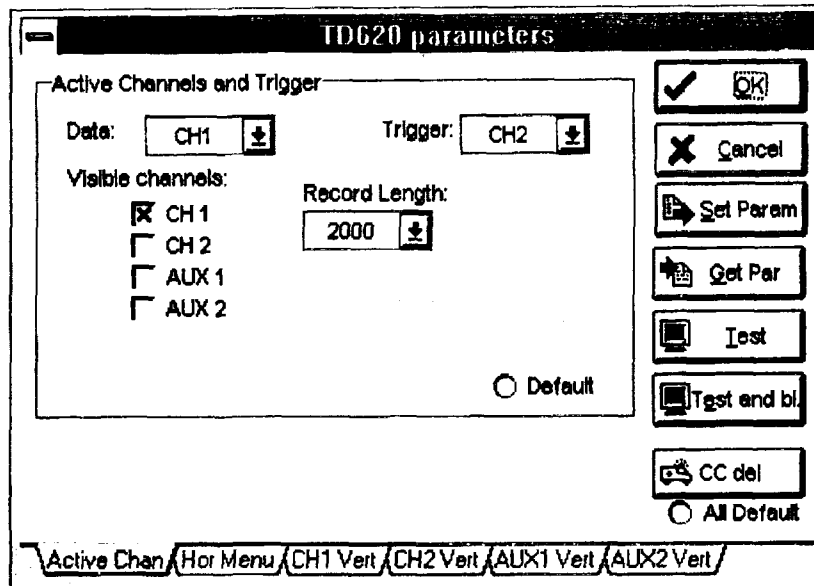 TD620 parameters
Active Channels and Trigger
Data: CH1
Trigger: CH2
Visible channels:
CH 1
CH 2
AUX 1
AUX 2
Record Length:
2000
Default
OK
Cancel
Set Param
Get Par
Test
Test and bl.
CC del
All Default
Active Chan
Hor Menu
CH1 Vert
CH2 Vert
AUX1 Vert
AUX2 Vert